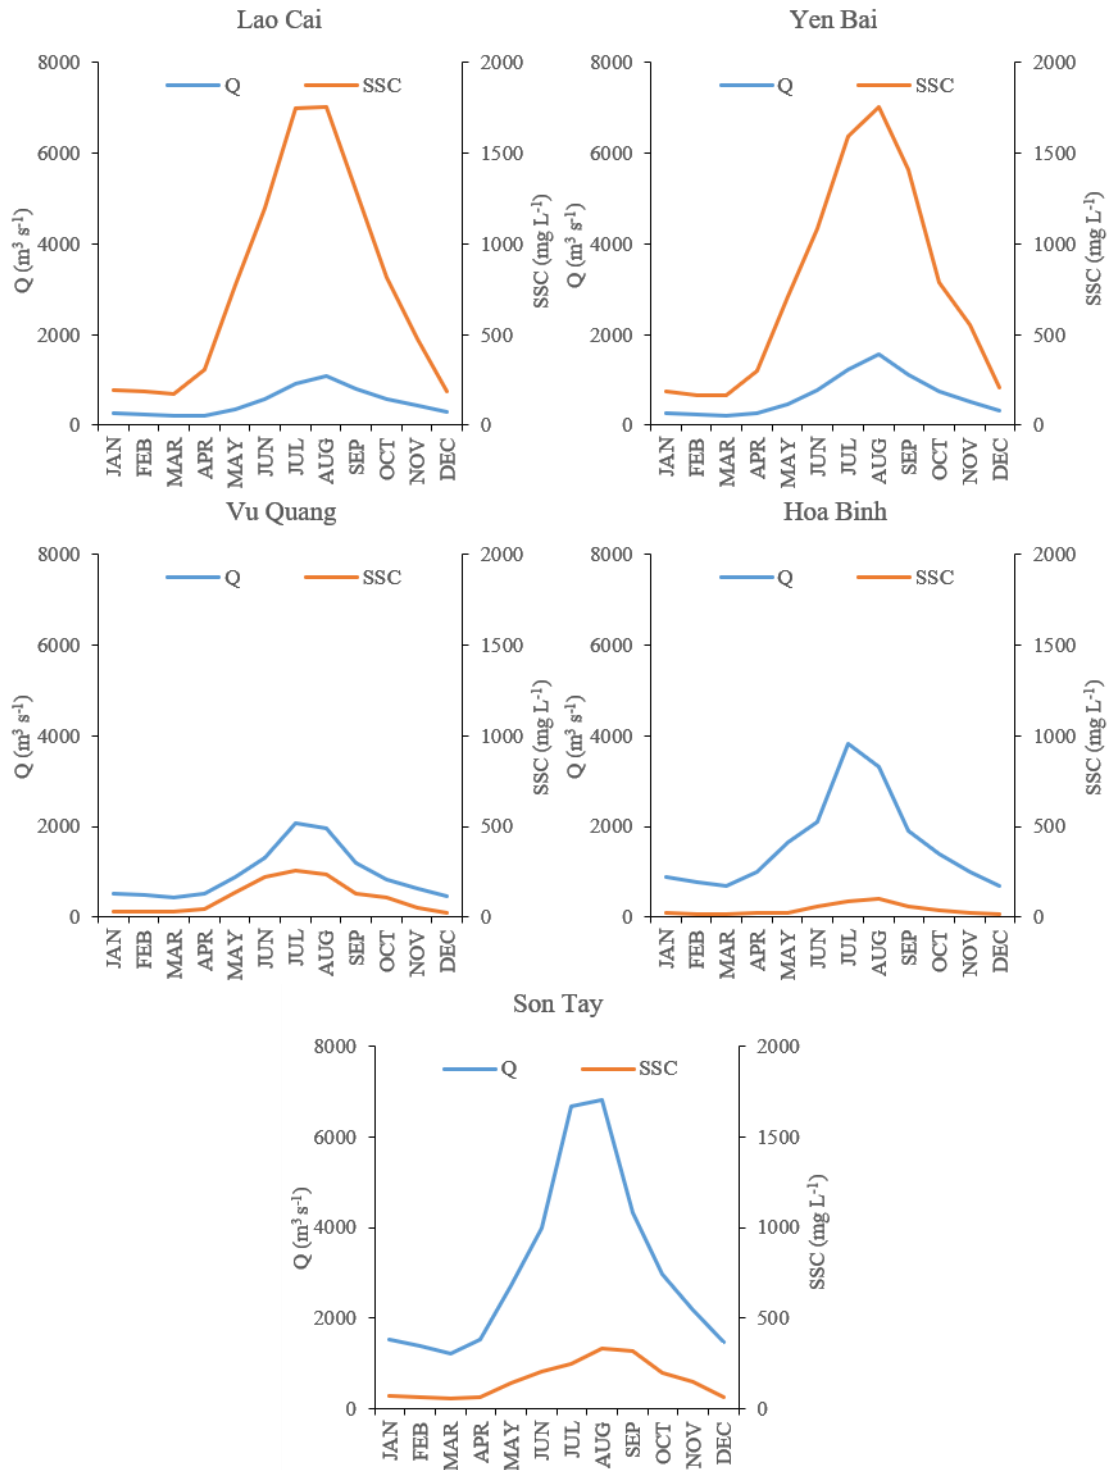 Lao Cai
Q SSC
8000
6000
4000
2000
0
Q (m³ s⁻¹)
2000
1500
1000
500
0
SSC (mg L⁻¹)
JAN FEB MAR APR MAY JUN JUL AUG SEP OCT NOV DEC
Yen Bai
Q SSC
8000
6000
4000
2000
0
Q (m³ s⁻¹)
2000
1500
1000
500
0
SSC (mg L⁻¹)
JAN FEB MAR APR MAY JUN JUL AUG SEP OCT NOV DEC
Vu Quang
Q SSC
8000
6000
4000
2000
0
Q (m³ s⁻¹)
2000
1500
1000
500
0
SSC (mg L⁻¹)
JAN FEB MAR APR MAY JUN JUL AUG SEP OCT NOV DEC
Hoa Binh
Q SSC
8000
6000
4000
2000
0
Q (m³ s⁻¹)
2000
1500
1000
500
0
SSC (mg L⁻¹)
JAN FEB MAR APR MAY JUN JUL AUG SEP OCT NOV DEC
Son Tay
Q SSC
8000
6000
4000
2000
0
Q (m³ s⁻¹)
2000
1500
1000
500
0
SSC (mg L⁻¹)
JAN FEB MAR APR MAY JUN JUL AUG SEP OCT NOV DEC